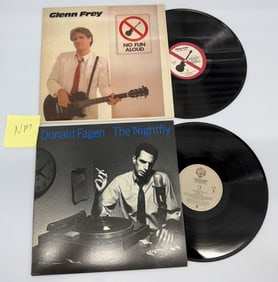 Glenn Frey
NO FUN
ALOUD
NM
Donald Fagen The Nightfly